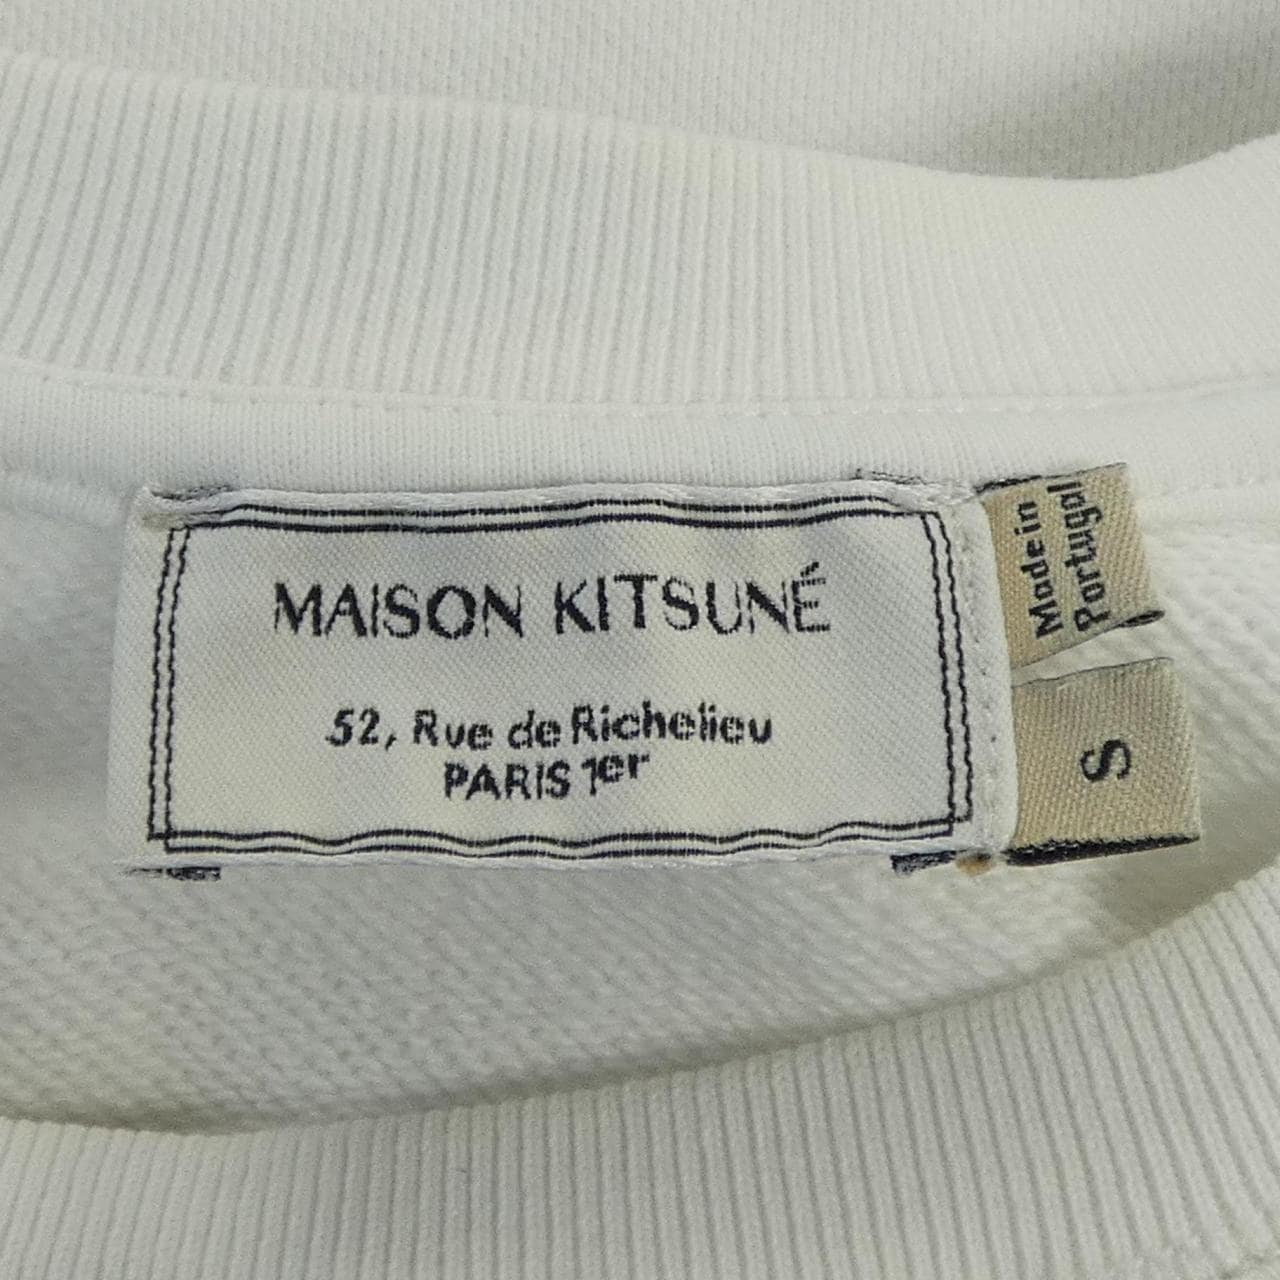 MAISON KITSUNÉ
52, Rue de Richelieu
PARIS 1er
Made in
Portugal
S